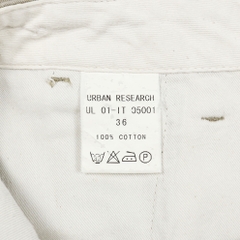 URBAN RESEARCH
UL 01-IT 05001
36
100% COTTON